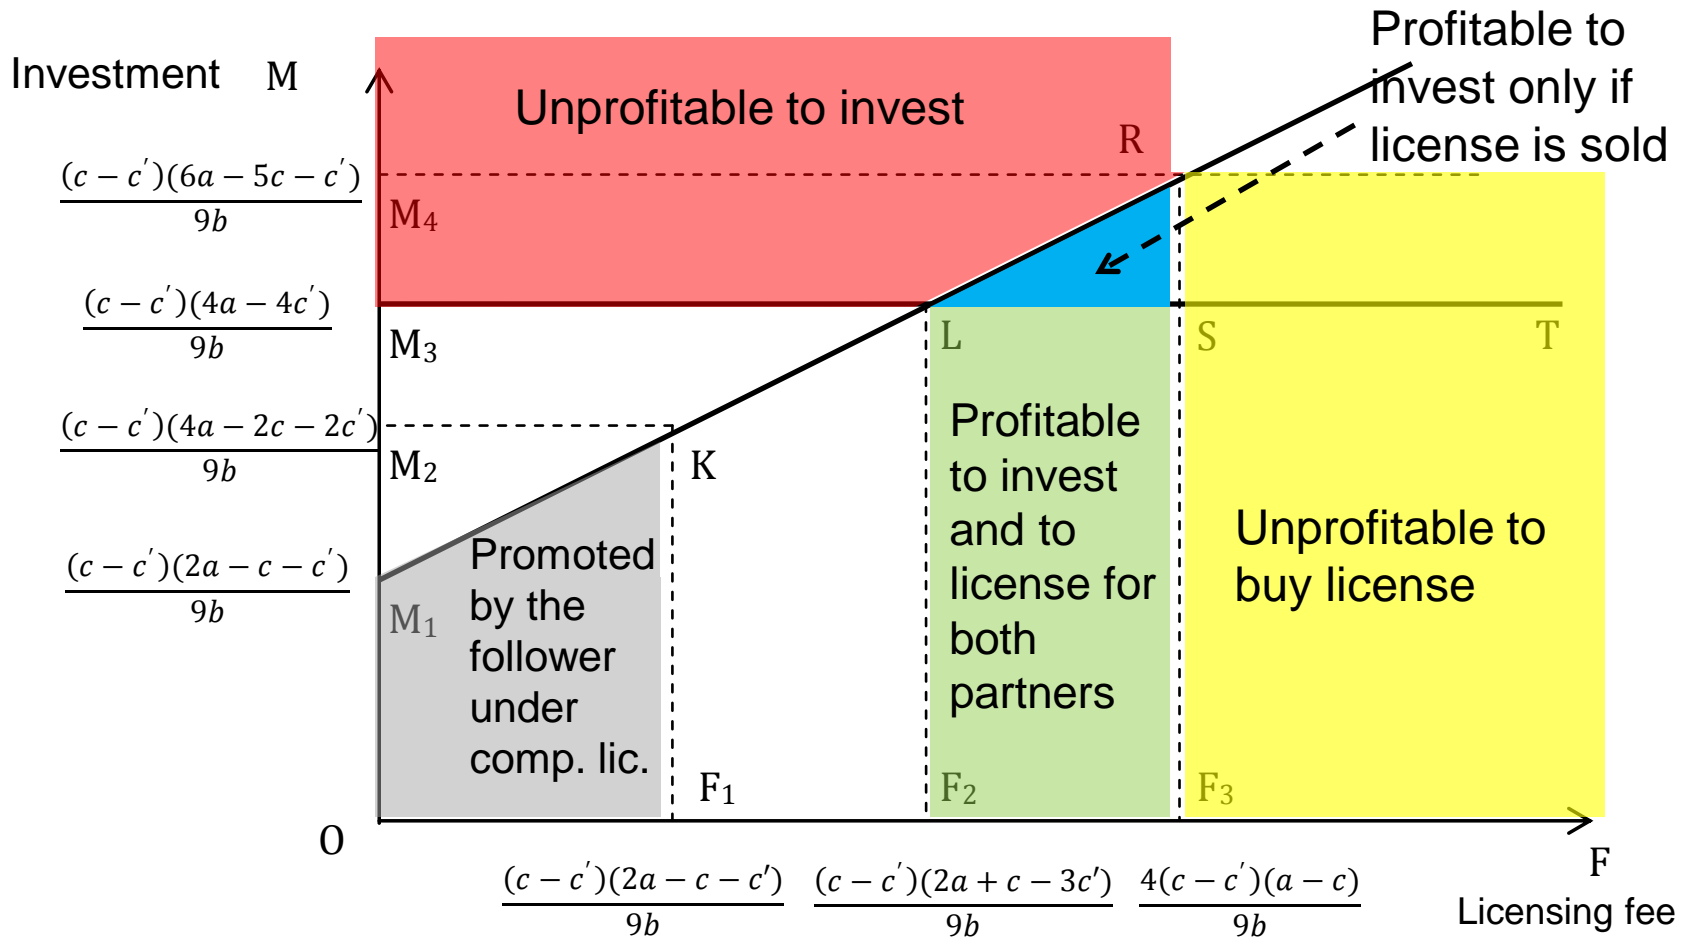 Investment M
Unprofitable to invest
Profitable to
invest only if
license is sold
R
(c − c′)(6a − 5c − c′)
9b
M₄
(c − c′)(4a − 4c′)
9b
M₃
L
S
T
(c − c′)(4a − 2c − 2c′)
9b
M₂
K
Profitable
to invest
and to
license for
both
partners
Unprofitable to
buy license
(c − c′)(2a − c − c′)
9b
M₁
Promoted
by the
follower
under
comp. lic.
F₁
F₂
F₃
O
F
(c − c′)(2a − c − c′)
9b
(c − c′)(2a + c − 3c′)
9b
4(c − c′)(a − c)
9b
Licensing fee